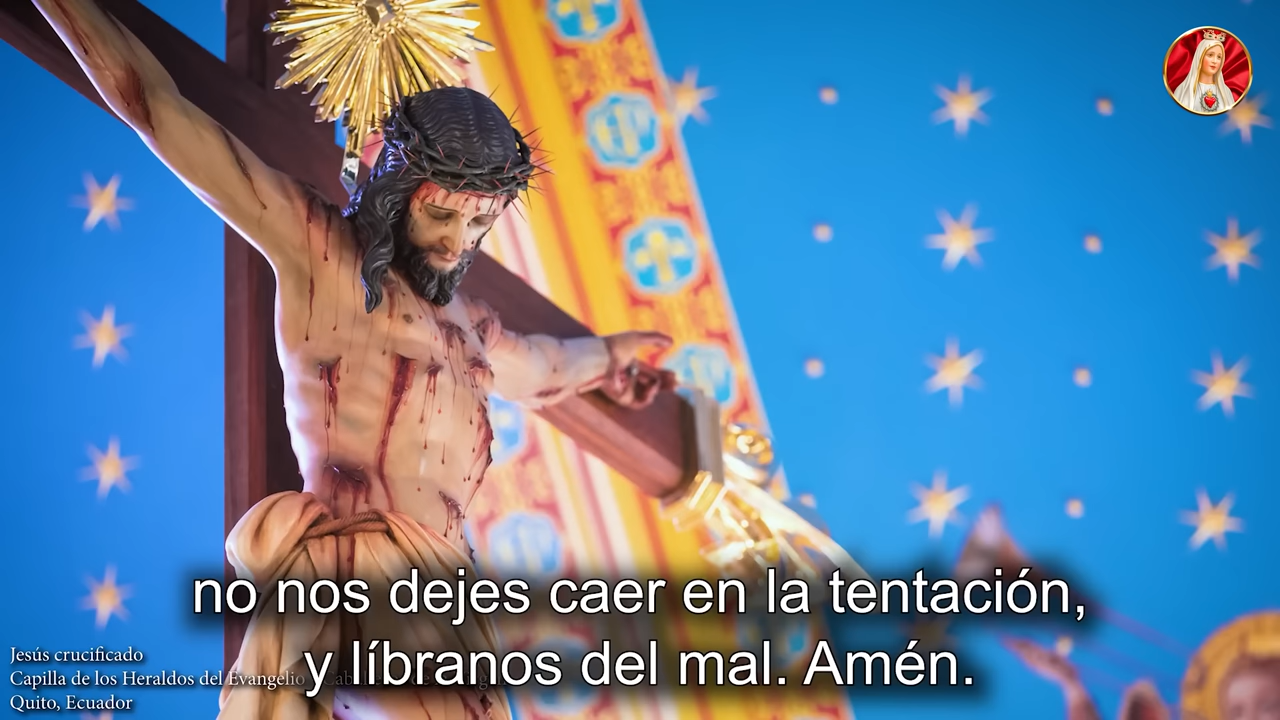 no nos dejes caer en la tentación,
y líbranos del mal. Amén.
Jesús crucificado
Capilla de los Heraldos del Evangelio
Quito, Ecuador